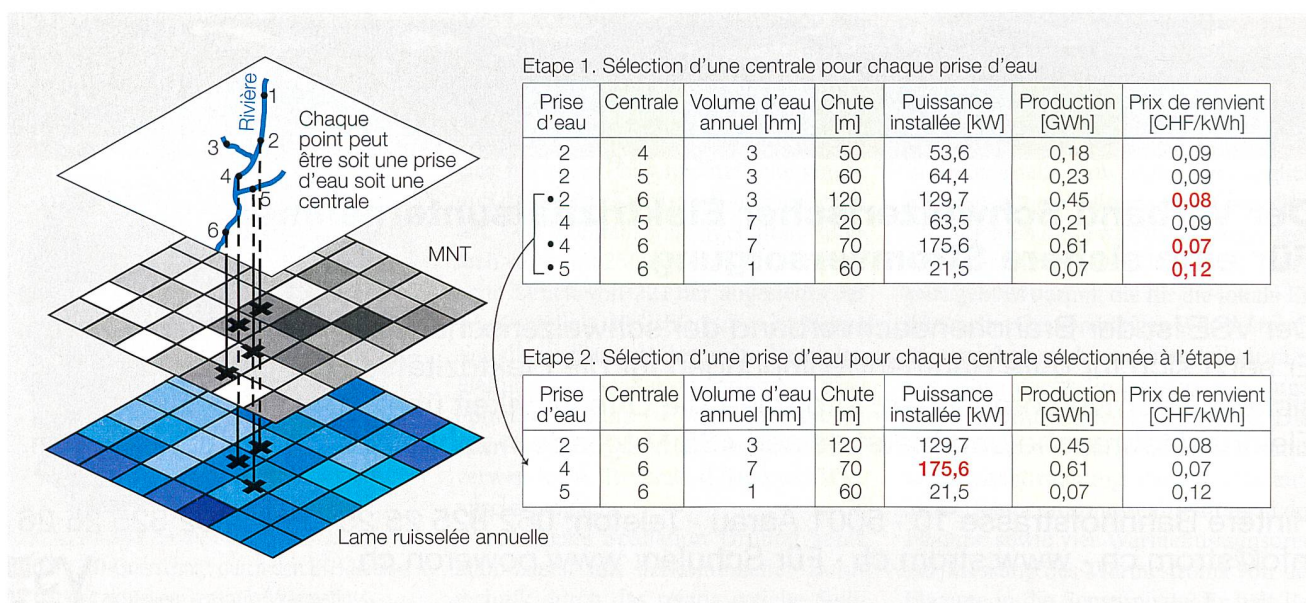 Rivière
1
2
3
4
5
6
Chaque
point peut
être soit une prise
d'eau soit une
centrale
MNT
Lame ruisselée annuelle
Etape 1. Sélection d'une centrale pour chaque prise d'eau
Prise d'eau Centrale Volume d'eau annuel [hm] Chute [m] Puissance installée [kW] Production [GWh] Prix de renvient [CHF/kWh]
2 4 3 50 53,6 0,18 0,09
2 5 3 60 64,4 0,23 0,09
• 2 6 3 120 129,7 0,45 0,08
4 5 7 20 63,5 0,21 0,09
• 4 6 7 70 175,6 0,61 0,07
• 5 6 1 60 21,5 0,07 0,12
Etape 2. Sélection d'une prise d'eau pour chaque centrale sélectionnée à l'étape 1
Prise d'eau Centrale Volume d'eau annuel [hm] Chute [m] Puissance installée [kW] Production [GWh] Prix de renvient [CHF/kWh]
2 6 3 120 129,7 0,45 0,08
4 6 7 70 175,6 0,61 0,07
5 6 1 60 21,5 0,07 0,12